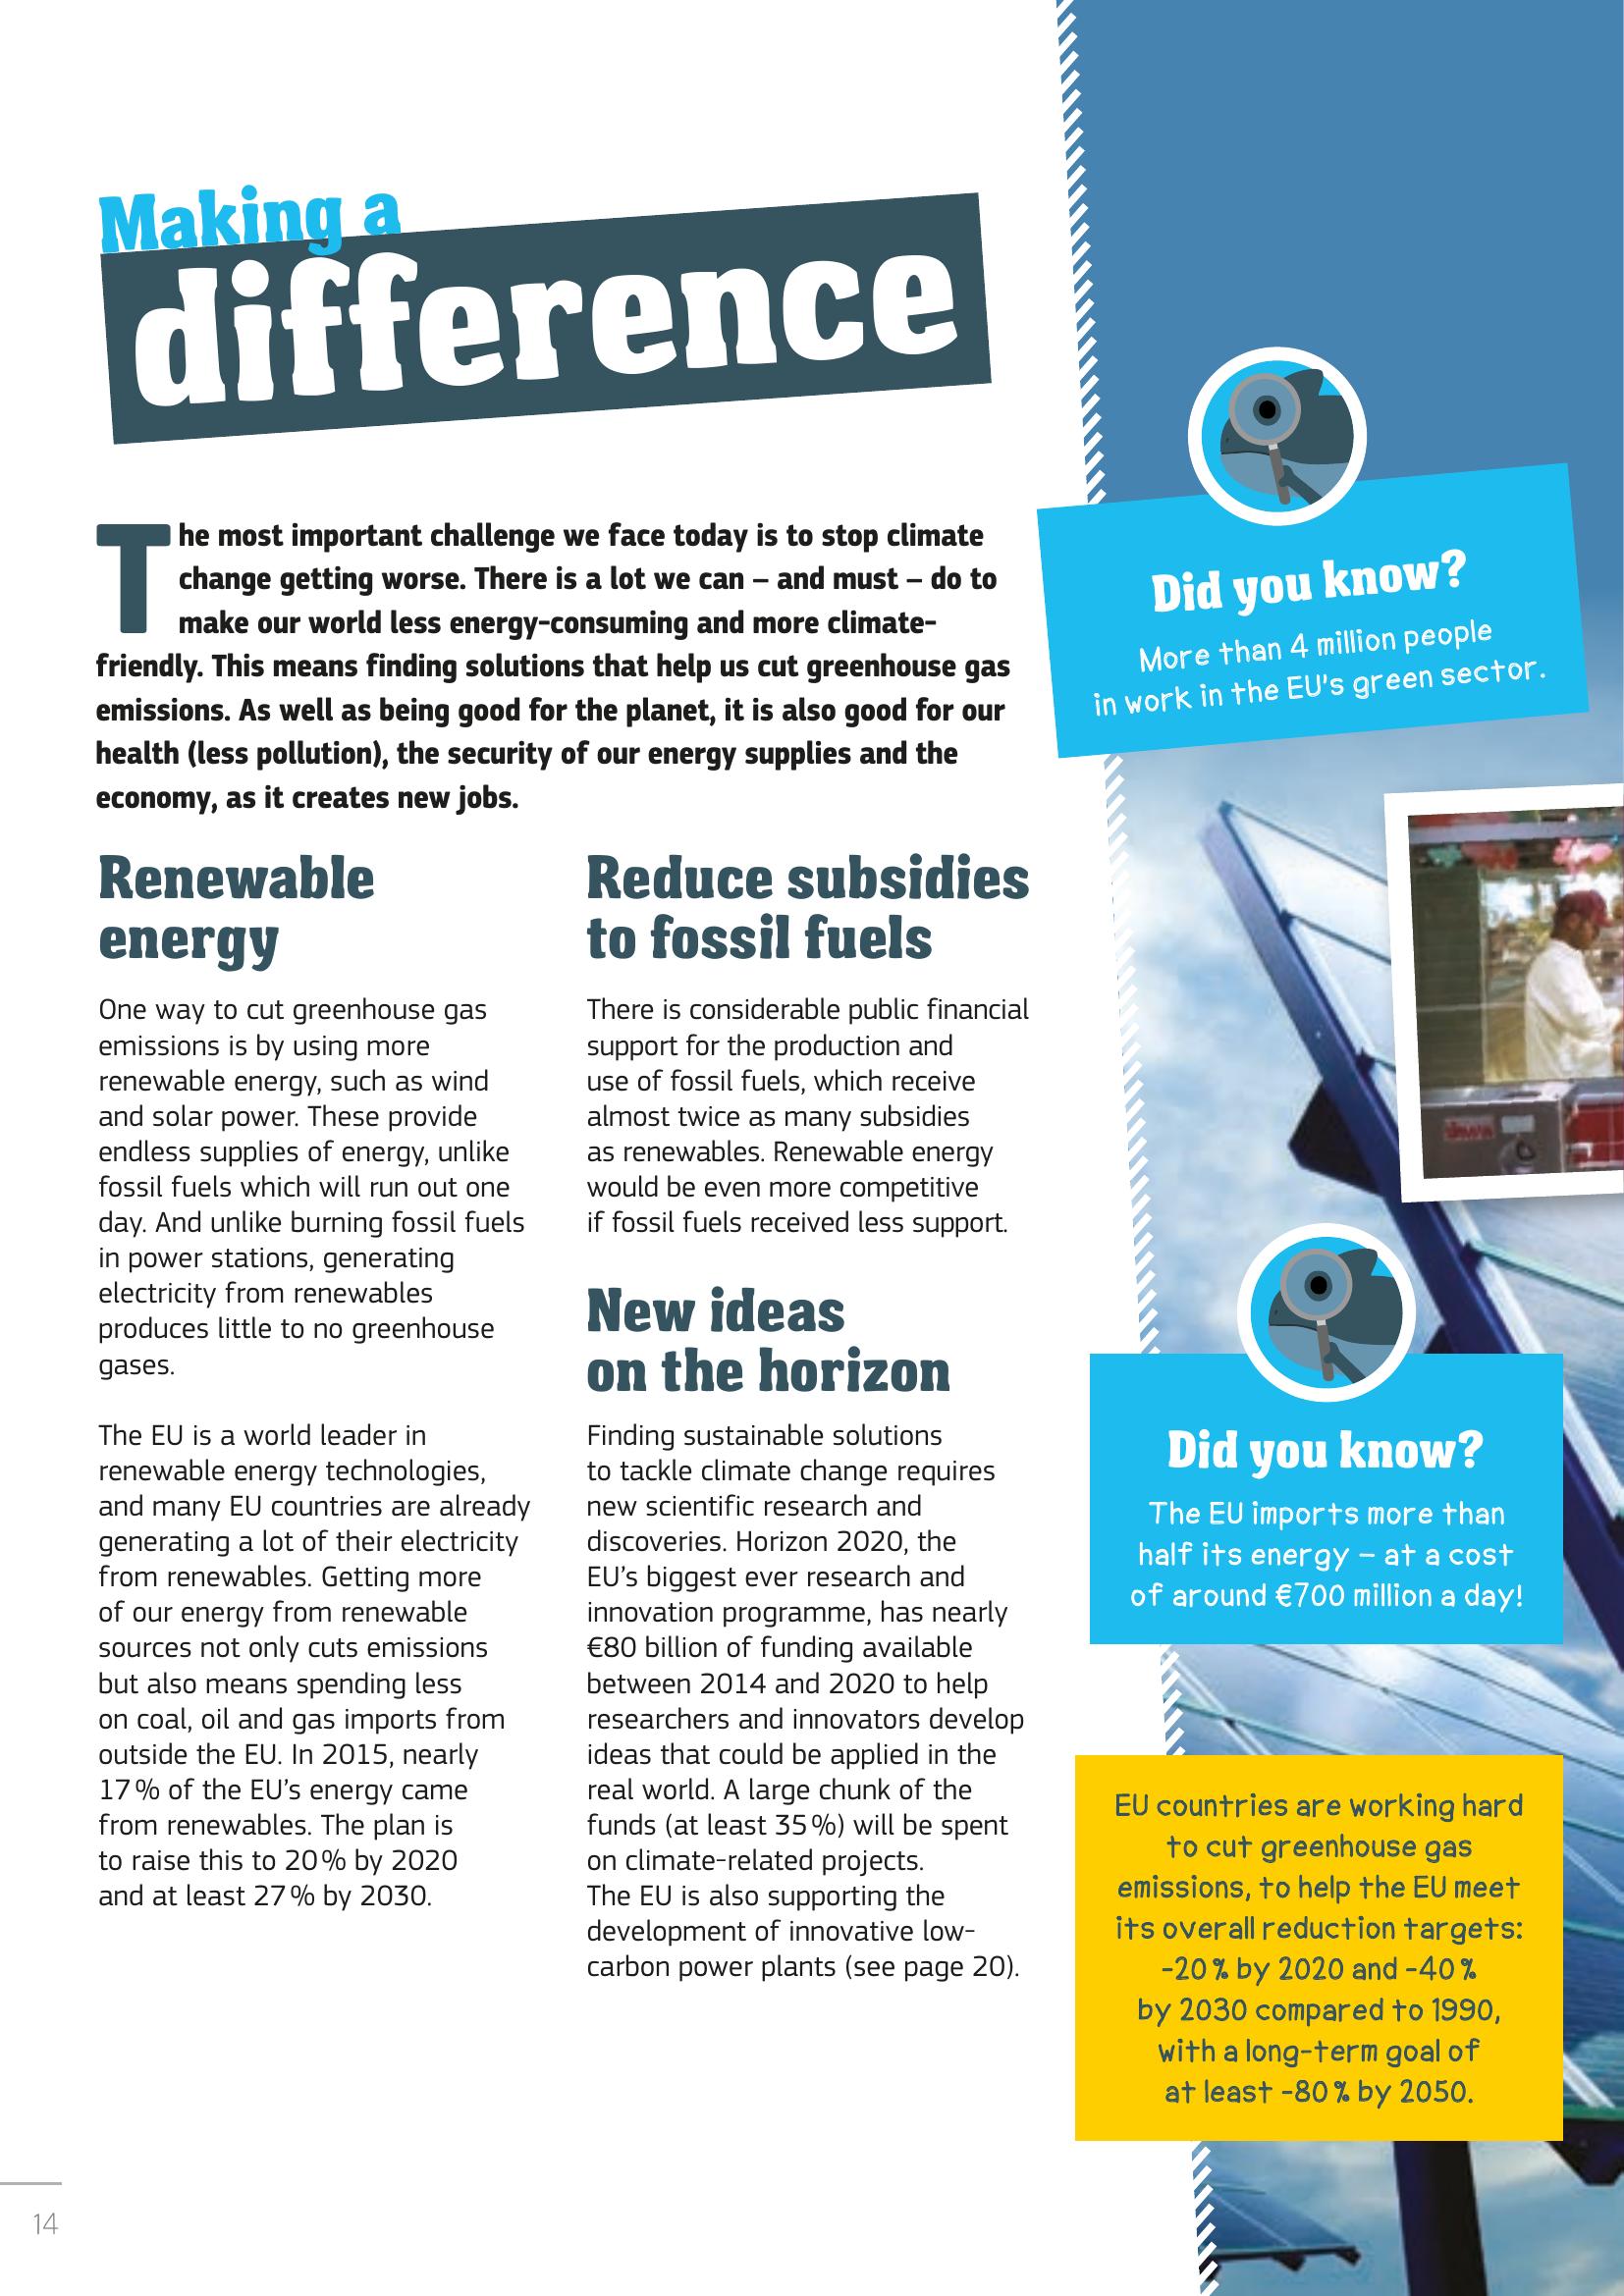 Making a
difference
The most important challenge we face today is to stop climate
change getting worse. There is a lot we can – and must – do to
make our world less energy-consuming and more climate-
friendly. This means finding solutions that help us cut greenhouse gas
emissions. As well as being good for the planet, it is also good for our
health (less pollution), the security of our energy supplies and the
economy, as it creates new jobs.
Renewable
energy
One way to cut greenhouse gas
emissions is by using more
renewable energy, such as wind
and solar power. These provide
endless supplies of energy, unlike
fossil fuels which will run out one
day. And unlike burning fossil fuels
in power stations, generating
electricity from renewables
produces little to no greenhouse
gases.
The EU is a world leader in
renewable energy technologies,
and many EU countries are already
generating a lot of their electricity
from renewables. Getting more
of our energy from renewable
sources not only cuts emissions
but also means spending less
on coal, oil and gas imports from
outside the EU. In 2015, nearly
17 % of the EU's energy came
from renewables. The plan is
to raise this to 20 % by 2020
and at least 27 % by 2030.
Reduce subsidies
to fossil fuels
There is considerable public financial
support for the production and
use of fossil fuels, which receive
almost twice as many subsidies
as renewables. Renewable energy
would be even more competitive
if fossil fuels received less support.
New ideas
on the horizon
Finding sustainable solutions
to tackle climate change requires
new scientific research and
discoveries. Horizon 2020, the
EU's biggest ever research and
innovation programme, has nearly
€80 billion of funding available
between 2014 and 2020 to help
researchers and innovators develop
ideas that could be applied in the
real world. A large chunk of the
funds (at least 35 %) will be spent
on climate-related projects.
The EU is also supporting the
development of innovative low-
carbon power plants (see page 20).
Did you know?
More than 4 million people
in work in the EU's green sector.
Did you know?
The EU imports more than
half its energy – at a cost
of around €700 million a day!
EU countries are working hard
to cut greenhouse gas
emissions, to help the EU meet
its overall reduction targets:
-20 % by 2020 and -40 %
by 2030 compared to 1990,
with a long-term goal of
at least -80 % by 2050.
14